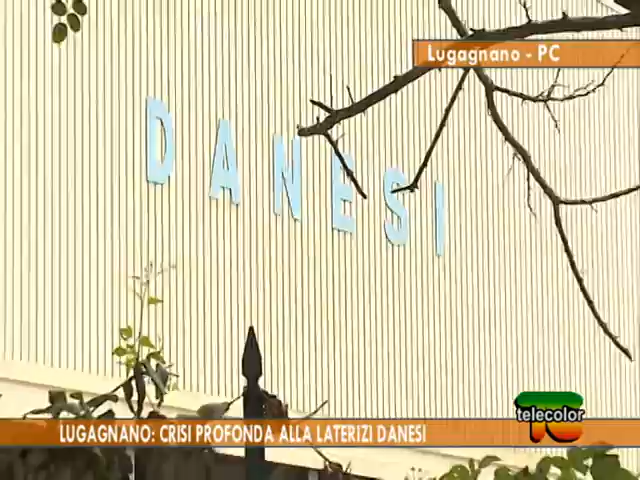 Lugagnano - PC
DANESI
telecolor
LUGAGNANO: CRISI PROFONDA ALLA LATERIZI DANESI